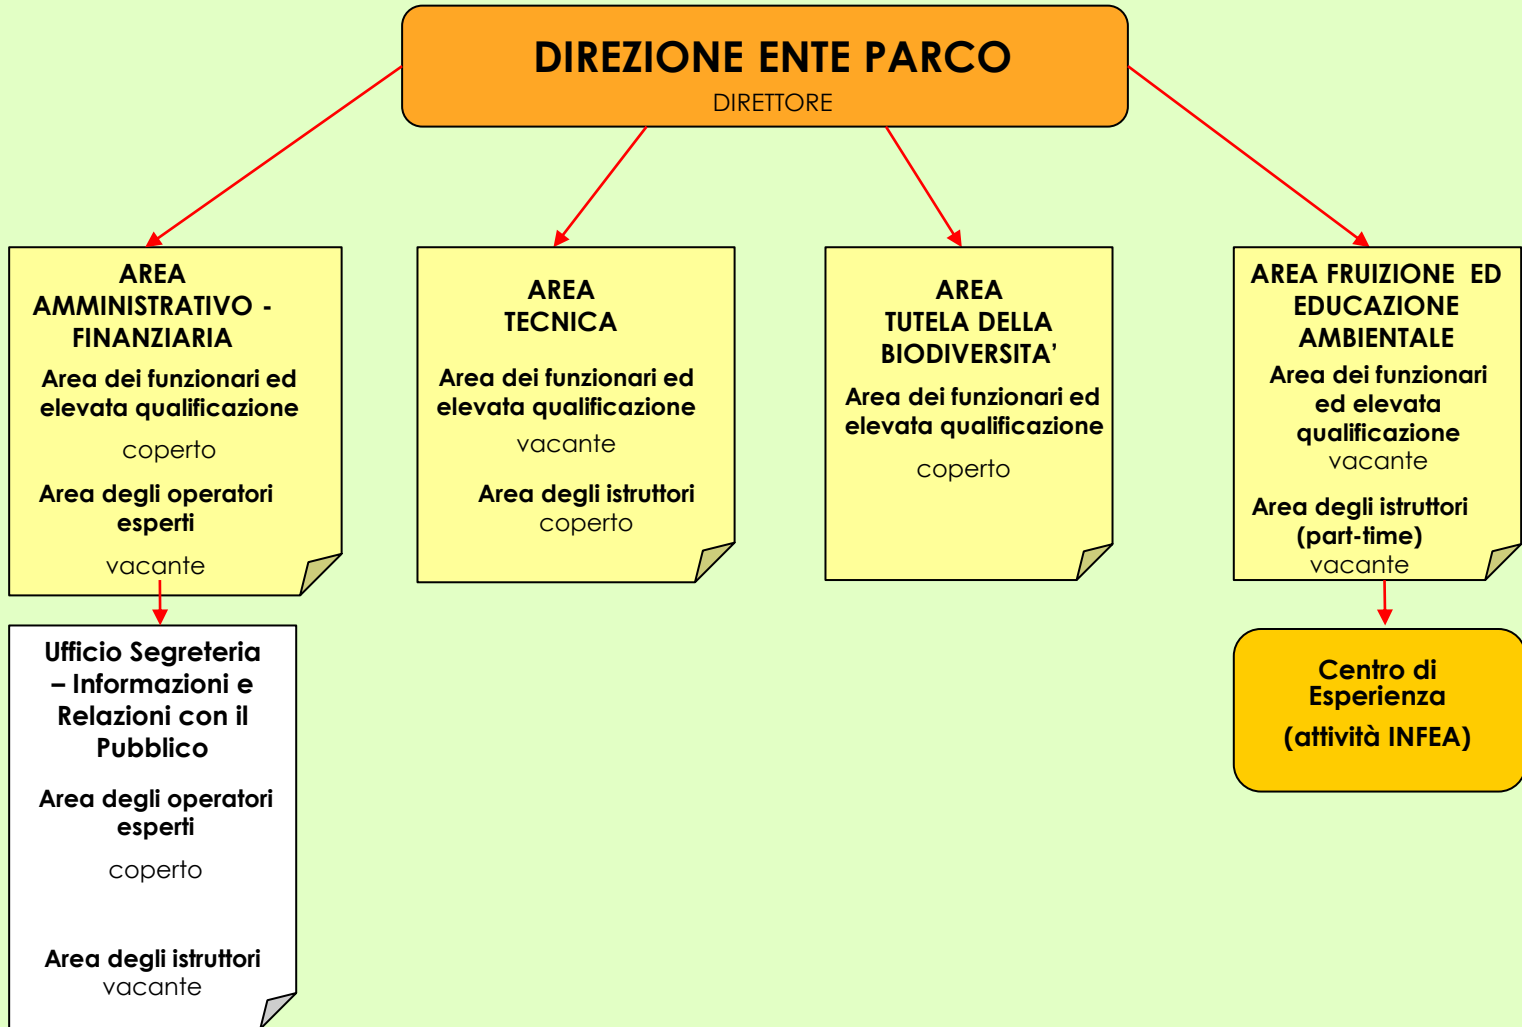 DIREZIONE ENTE PARCO
DIRETTORE
AREA
AMMINISTRATIVO -
FINANZIARIA
Area dei funzionari ed
elevata qualificazione
coperto
Area degli operatori
esperti
vacante
AREA
TECNICA
Area dei funzionari ed
elevata qualificazione
vacante
Area degli istruttori
coperto
AREA
TUTELA DELLA
BIODIVERSITA’
Area dei funzionari ed
elevata qualificazione
coperto
AREA FRUIZIONE ED
EDUCAZIONE
AMBIENTALE
Area dei funzionari
ed elevata
qualificazione
vacante
Area degli istruttori
(part-time)
vacante
Ufficio Segreteria
– Informazioni e
Relazioni con il
Pubblico
Area degli operatori
esperti
coperto
Area degli istruttori
vacante
Centro di
Esperienza
(attività INFEA)